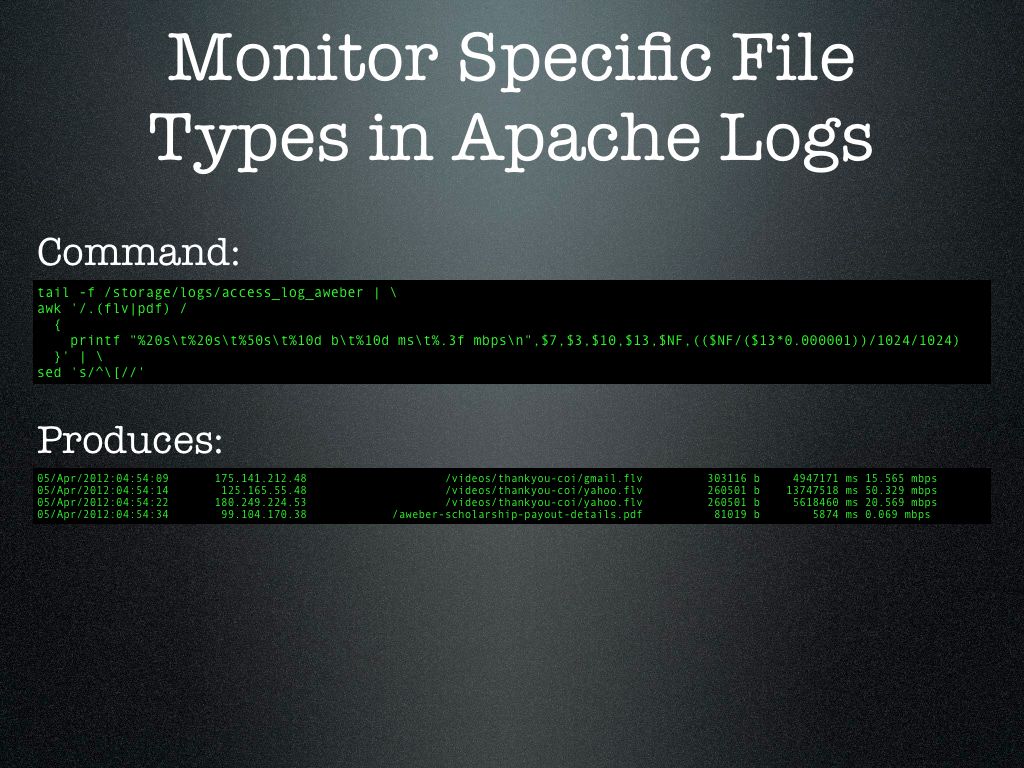 Monitor Specific File
Types in Apache Logs
Command:
tail -f /storage/logs/access_log_aweber | \
awk '/.(flv|pdf) /
{
printf "%20s\t%20s\t%50s\t%10d b\t%10d ms\t%.3f mbps\n",$7,$3,$10,$13,$NF,(($NF/($13*0.000001))/1024/1024)
}' | \
sed 's/^\[//'
Produces:
05/Apr/2012:04:54:09 175.141.212.48 /videos/thankyou-coi/gmail.flv 303116 b 4947171 ms 15.565 mbps
05/Apr/2012:04:54:14 125.165.55.48 /videos/thankyou-coi/yahoo.flv 260501 b 13747518 ms 50.329 mbps
05/Apr/2012:04:54:22 180.249.224.53 /videos/thankyou-coi/yahoo.flv 260501 b 5618460 ms 20.569 mbps
05/Apr/2012:04:54:34 99.104.170.38 /aweber-scholarship-payout-details.pdf 81019 b 5874 ms 0.069 mbps